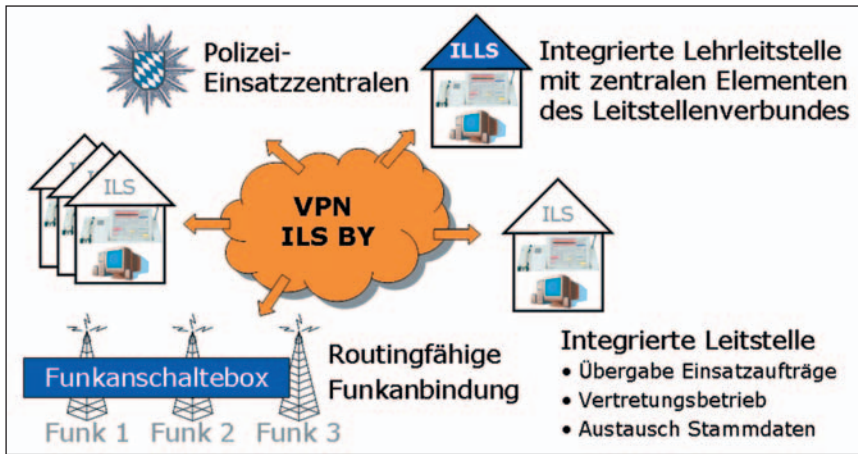 Polizei-
Einsatzzentralen
ILLS
Integrierte Lehrleitstelle
mit zentralen Elementen
des Leitstellenverbundes
ILS
VPN
ILS BY
ILS
Funkanschaltebox
Funk 1
Funk 2
Funk 3
Routingfähige
Funkanbindung
Integrierte Leitstelle
• Übergabe Einsatzaufträge
• Vertretungsbetrieb
• Austausch Stammdaten